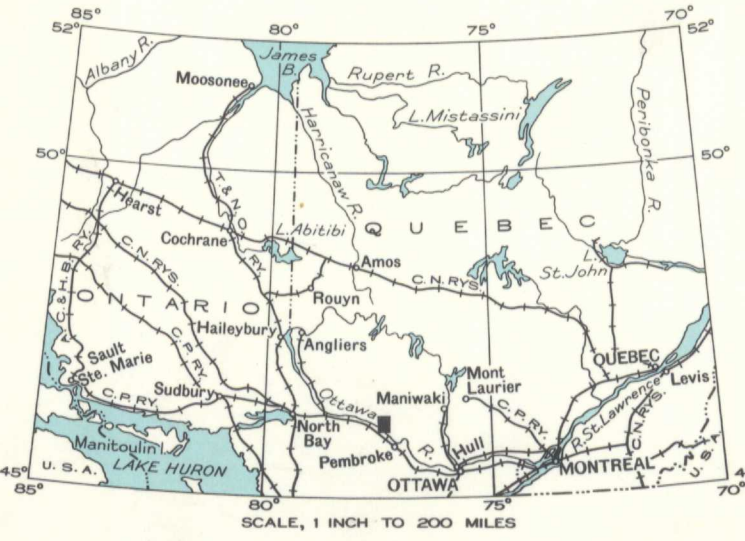 85° 80° 75° 70°
52° 52°
Albany R.
James
B.
Moosonee
Rupert R.
L. Mistassini
Peribonka R.
Harricanaw R.
50° 50°
Hearst
T. & N. O. RY.
L. Abitibi
QUEBEC
Cochrane
Amos
L.
St. John
C. N. RYS.
C. N. RYS.
A. C. & H. B. RY.
ONTARIO
Rouyn
Haileybury
C. P. RY.
Angliers
Sault
Ste. Marie
QUEBEC
Levis
Mont
Laurier
C. P. RY.
Sudbury
Maniwaki
C. P. RY.
R. St. Lawrence
C. N. RYS.
Ottawa R.
North
Bay
Manitoulin I.
Pembroke
Hull
MONTREAL
LAKE HURON
OTTAWA
U. S. A.
U. S. A.
45°
85° 80° 75° 70°
SCALE, 1 INCH TO 200 MILES